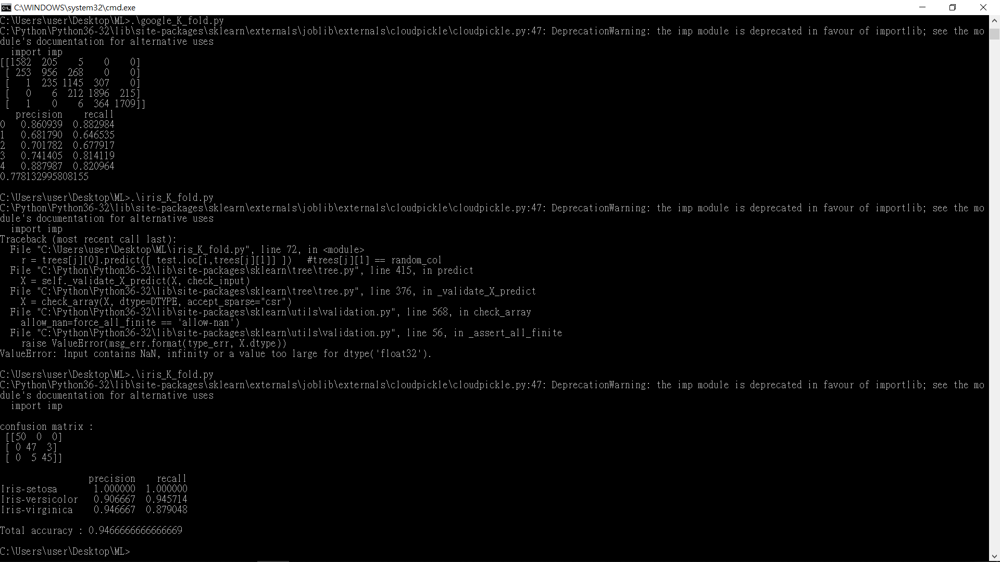 C:\WINDOWS\system32\cmd.exe
C:\Users\user\Desktop\ML>.\google_K_fold.py
C:\Python\Python36-32\lib\site-packages\sklearn\externals\joblib\externals\cloudpickle\cloudpickle.py:47: DeprecationWarning: the imp module is deprecated in favour of importlib; see the mo
dule's documentation for alternative uses
  import imp
[[1582  205    5    0    0]
 [ 253  956  268    0    0]
 [   1  235 1145  307    0]
 [   0    6  212 1896  215]
 [   1    0    6  364 1709]]
   precision    recall
0   0.860939  0.882984
1   0.681790  0.646535
2   0.701782  0.677917
3   0.741405  0.814119
4   0.887987  0.820964
0.778132995808155
C:\Users\user\Desktop\ML>.\iris_K_fold.py
C:\Python\Python36-32\lib\site-packages\sklearn\externals\joblib\externals\cloudpickle\cloudpickle.py:47: DeprecationWarning: the imp module is deprecated in favour of importlib; see the mo
dule's documentation for alternative uses
  import imp
Traceback (most recent call last):
  File "C:\Users\user\Desktop\ML\iris_K_fold.py", line 72, in <module>
    r = trees[j][0].predict([ test.loc[i,trees[j][1]] ])   #trees[j][1] == random_col
  File "C:\Python\Python36-32\lib\site-packages\sklearn\tree\tree.py", line 415, in predict
    X = self._validate_X_predict(X, check_input)
  File "C:\Python\Python36-32\lib\site-packages\sklearn\tree\tree.py", line 376, in _validate_X_predict
    X = check_array(X, dtype=DTYPE, accept_sparse="csr")
  File "C:\Python\Python36-32\lib\site-packages\sklearn\utils\validation.py", line 568, in check_array
    allow_nan=force_all_finite == 'allow-nan')
  File "C:\Python\Python36-32\lib\site-packages\sklearn\utils\validation.py", line 56, in _assert_all_finite
    raise ValueError(msg_err.format(type_err, X.dtype))
ValueError: Input contains NaN, infinity or a value too large for dtype('float32').
C:\Users\user\Desktop\ML>.\iris_K_fold.py
C:\Python\Python36-32\lib\site-packages\sklearn\externals\joblib\externals\cloudpickle\cloudpickle.py:47: DeprecationWarning: the imp module is deprecated in favour of importlib; see the mo
dule's documentation for alternative uses
  import imp
confusion matrix :
 [[50  0  0]
 [ 0 47  3]
 [ 0  5 45]]
                 precision    recall
Iris-setosa       1.000000  1.000000
Iris-versicolor   0.906667  0.945714
Iris-virginica    0.946667  0.879048
Total accuracy : 0.9466666666666669
C:\Users\user\Desktop\ML>